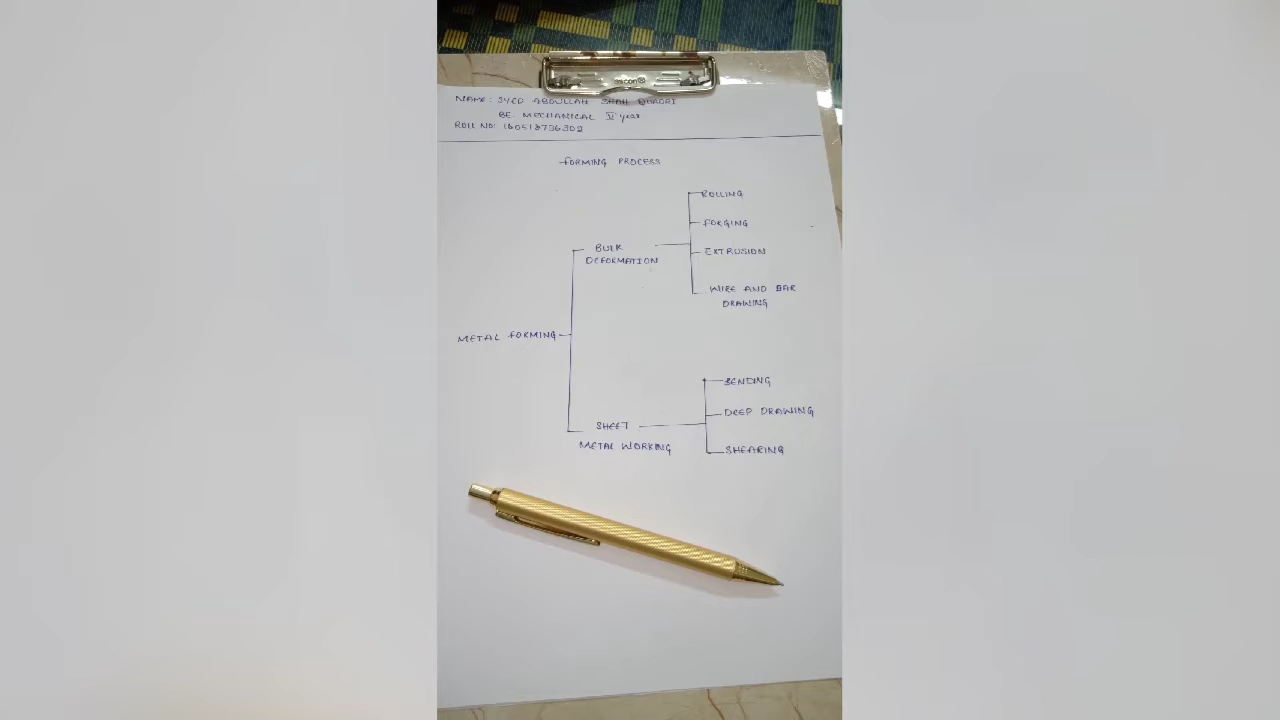 NAME: SYED ABDULLAH SHAH QUADRI
BE. MECHANICAL V year
ROLL NO: 160518736302
FORMING PROCESS
ROLLING
FORGING
BULK
DEFORMATION
EXTRUSION
WIRE AND BAR
DRAWING
METAL FORMING
BENDING
DEEP DRAWING
SHEET
METAL WORKING
SHEARING